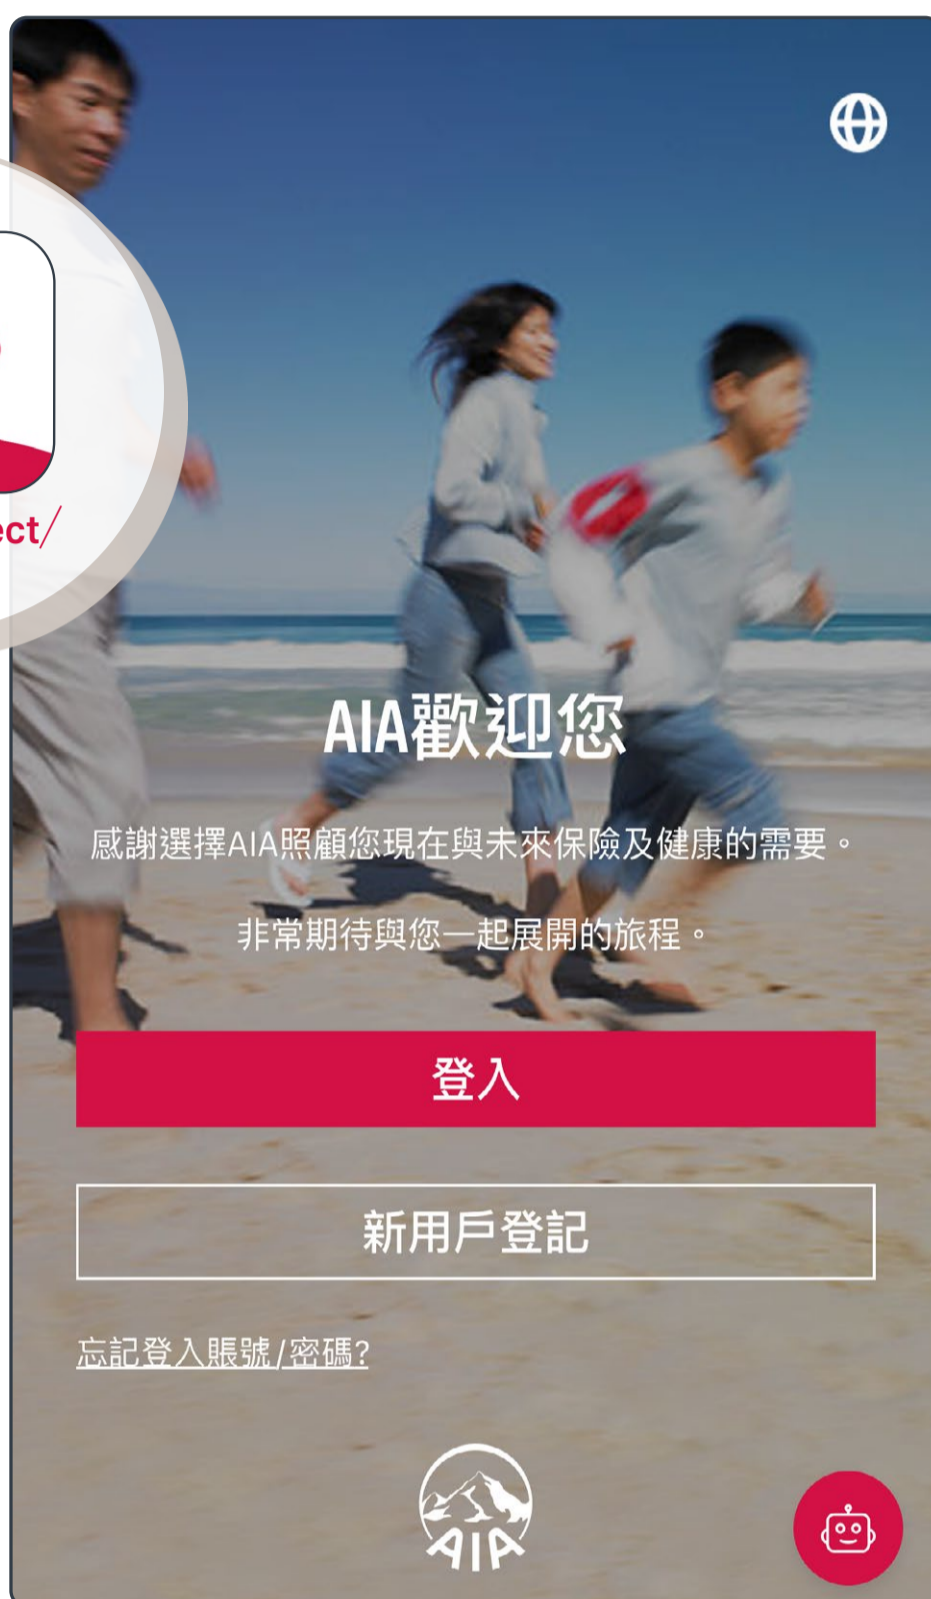 ect/
AIA歡迎您
感謝選擇AIA照顧您現在與未來保險及健康的需要。
非常期待與您一起展開的旅程。
登入
新用戶登記
忘記登入賬號/密碼?
AIA